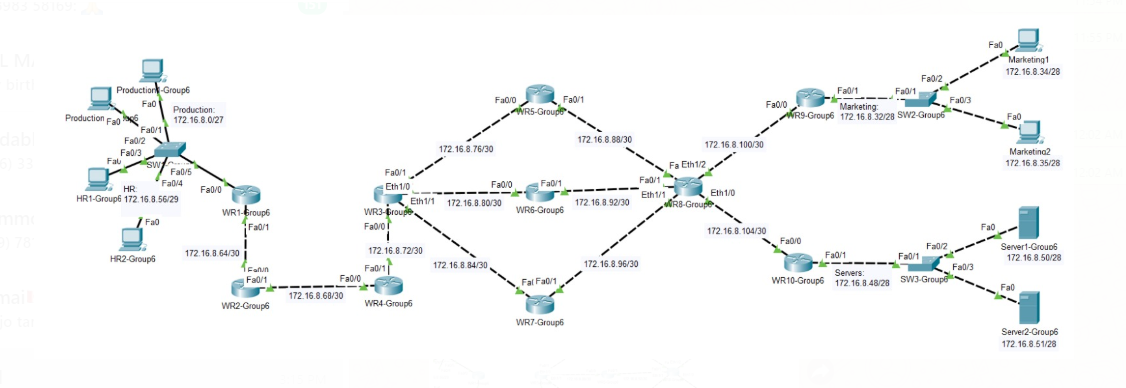 Production1-Group6
Fa0
Production:
172.16.8.0/27
Production
Fa0
Fa0/1
Fa0/2
Fa0/3
Fa0/5
Fa0/4
HR1-Group6
HR:
172.16.8.56/29
Fa0
HR2-Group6
Fa0/0
WR1-Group6
Fa0/1
172.16.8.64/30
Fa0/0
Fa0/1
WR2-Group6
172.16.8.68/30
Fa0/0
Fa0/1
WR4-Group6
172.16.8.72/30
Fa0/0
WR3-Group6
Fa0/1
Eth1/0
Eth1/1
172.16.8.76/30
Fa0/0
Fa0/1
WR5-Group6
172.16.8.88/30
172.16.8.80/30
Fa0/0
Fa0/1
WR6-Group6
172.16.8.92/30
172.16.8.84/30
Fa0/1
WR7-Group6
172.16.8.96/30
Fa0/1
Eth1/2
Eth1/1
Eth1/0
WR8-Group6
172.16.8.100/30
Fa0/0
Fa0/1
WR9-Group6
Marketing:
172.16.8.32/28
Fa0/1
Fa0/2
Fa0/3
SW2-Group6
Fa0
Marketing1
172.16.8.34/28
Fa0
Marketing2
172.16.8.35/28
172.16.8.104/30
Fa0/0
Fa0/1
WR10-Group6
Servers:
172.16.8.48/28
Fa0/1
Fa0/2
Fa0/3
SW3-Group6
Fa0
Server1-Group6
172.16.8.50/28
Fa0
Server2-Group6
172.16.8.51/28